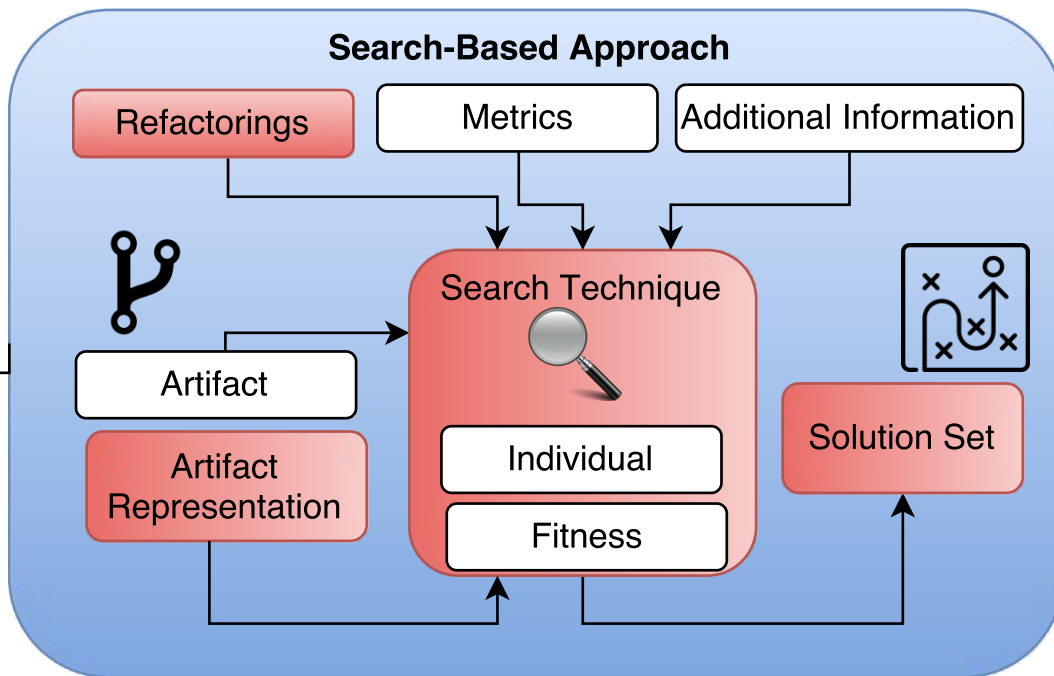 Search-Based Approach
Refactorings
Metrics
Additional Information
Search Technique
Artifact
Individual
Solution Set
Artifact
Representation
Fitness